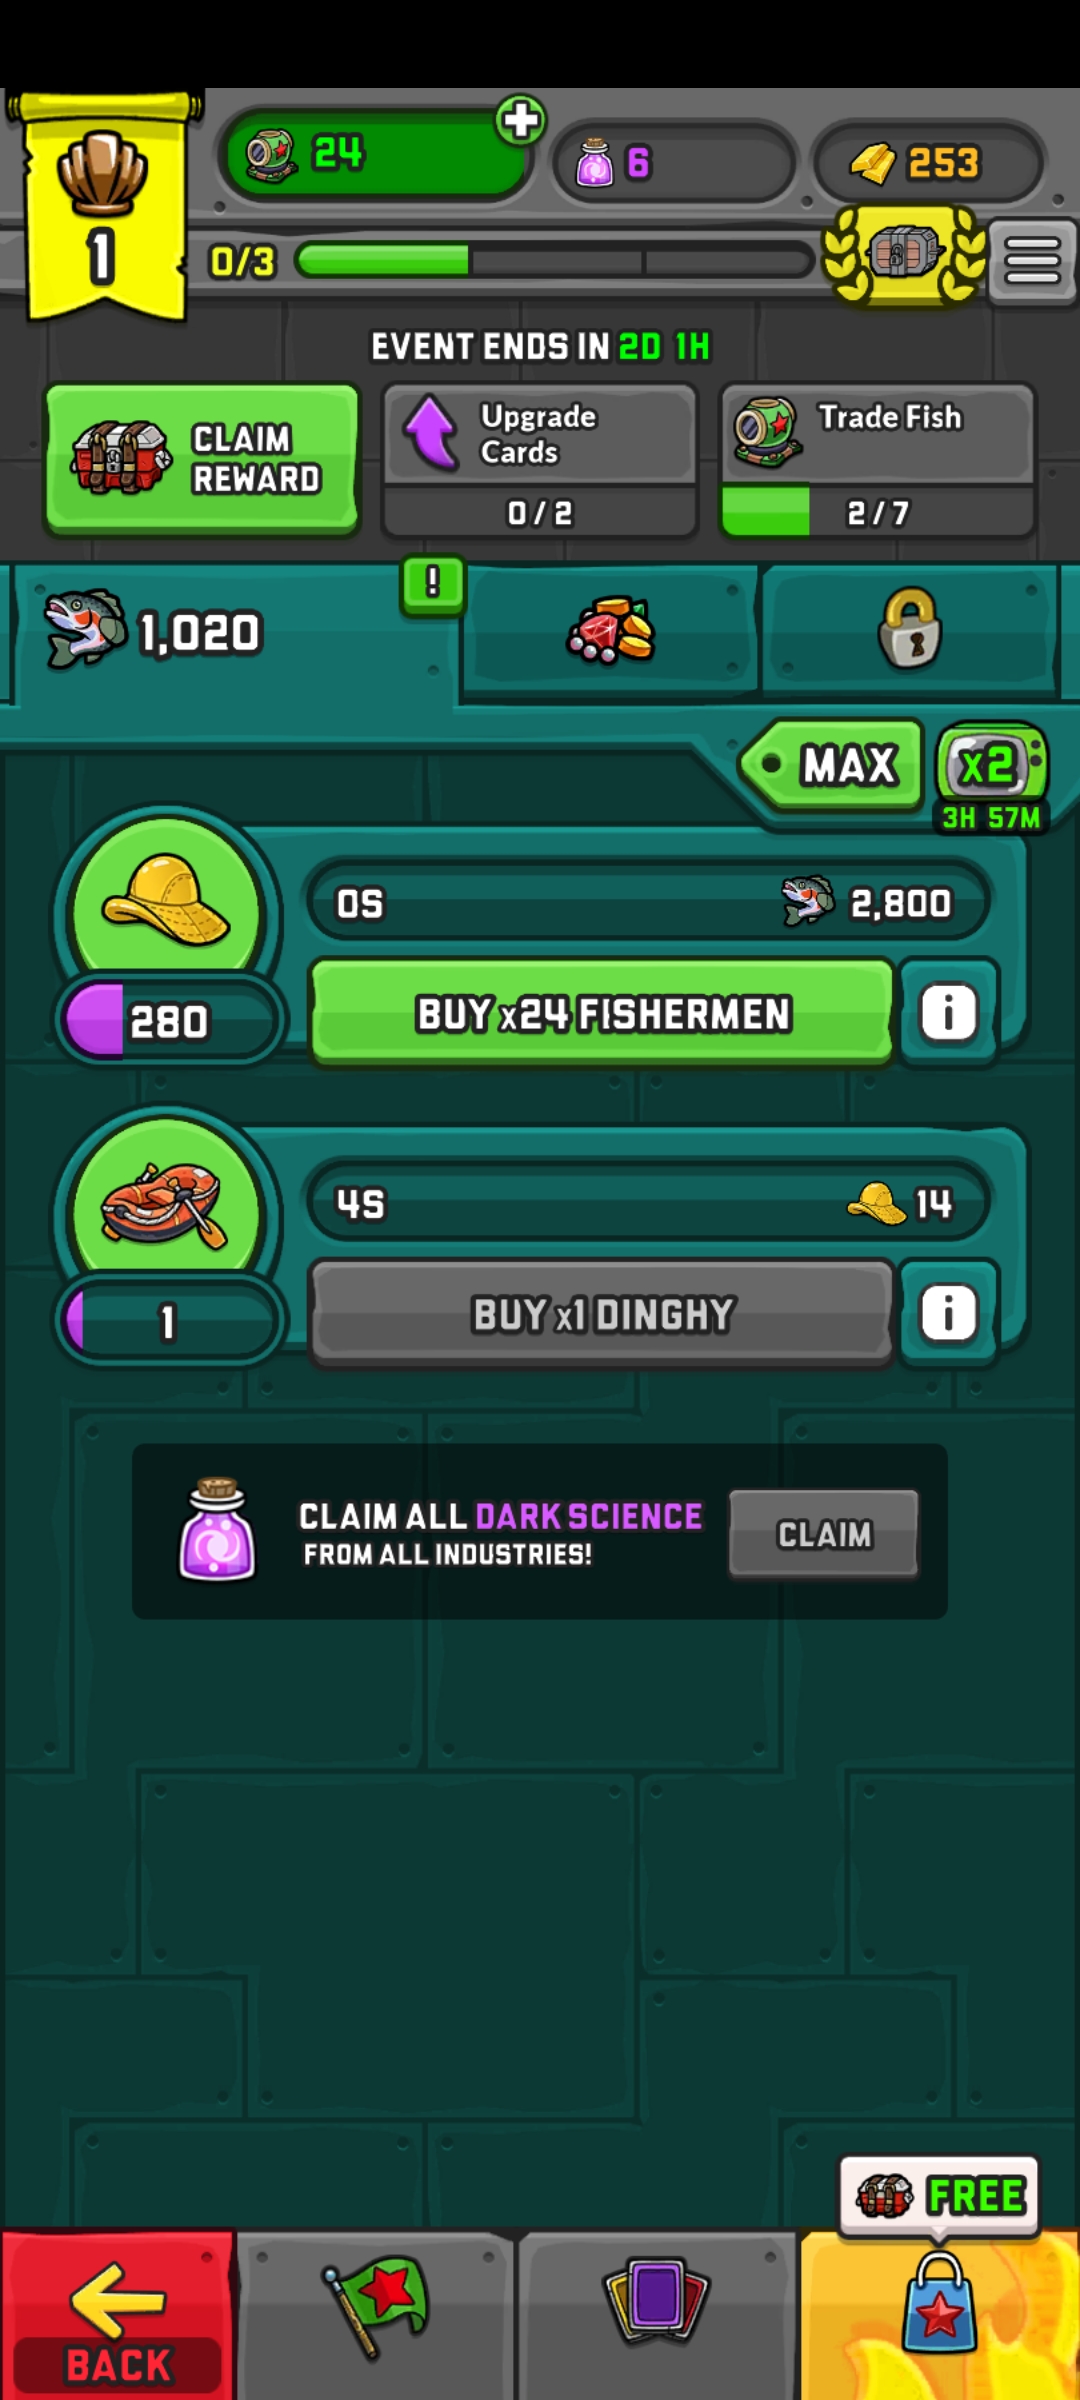 24
6
253
1
0/3
EVENT ENDS IN 2D 1H
CLAIM
REWARD
Upgrade
Cards
0/2
Trade Fish
2/7
1,020
!
MAX
x2
3H 57M
0S
2,800
280
BUY x24 FISHERMEN
i
4S
14
1
BUY x1 DINGHY
i
CLAIM ALL DARK SCIENCE
FROM ALL INDUSTRIES!
CLAIM
FREE
BACK